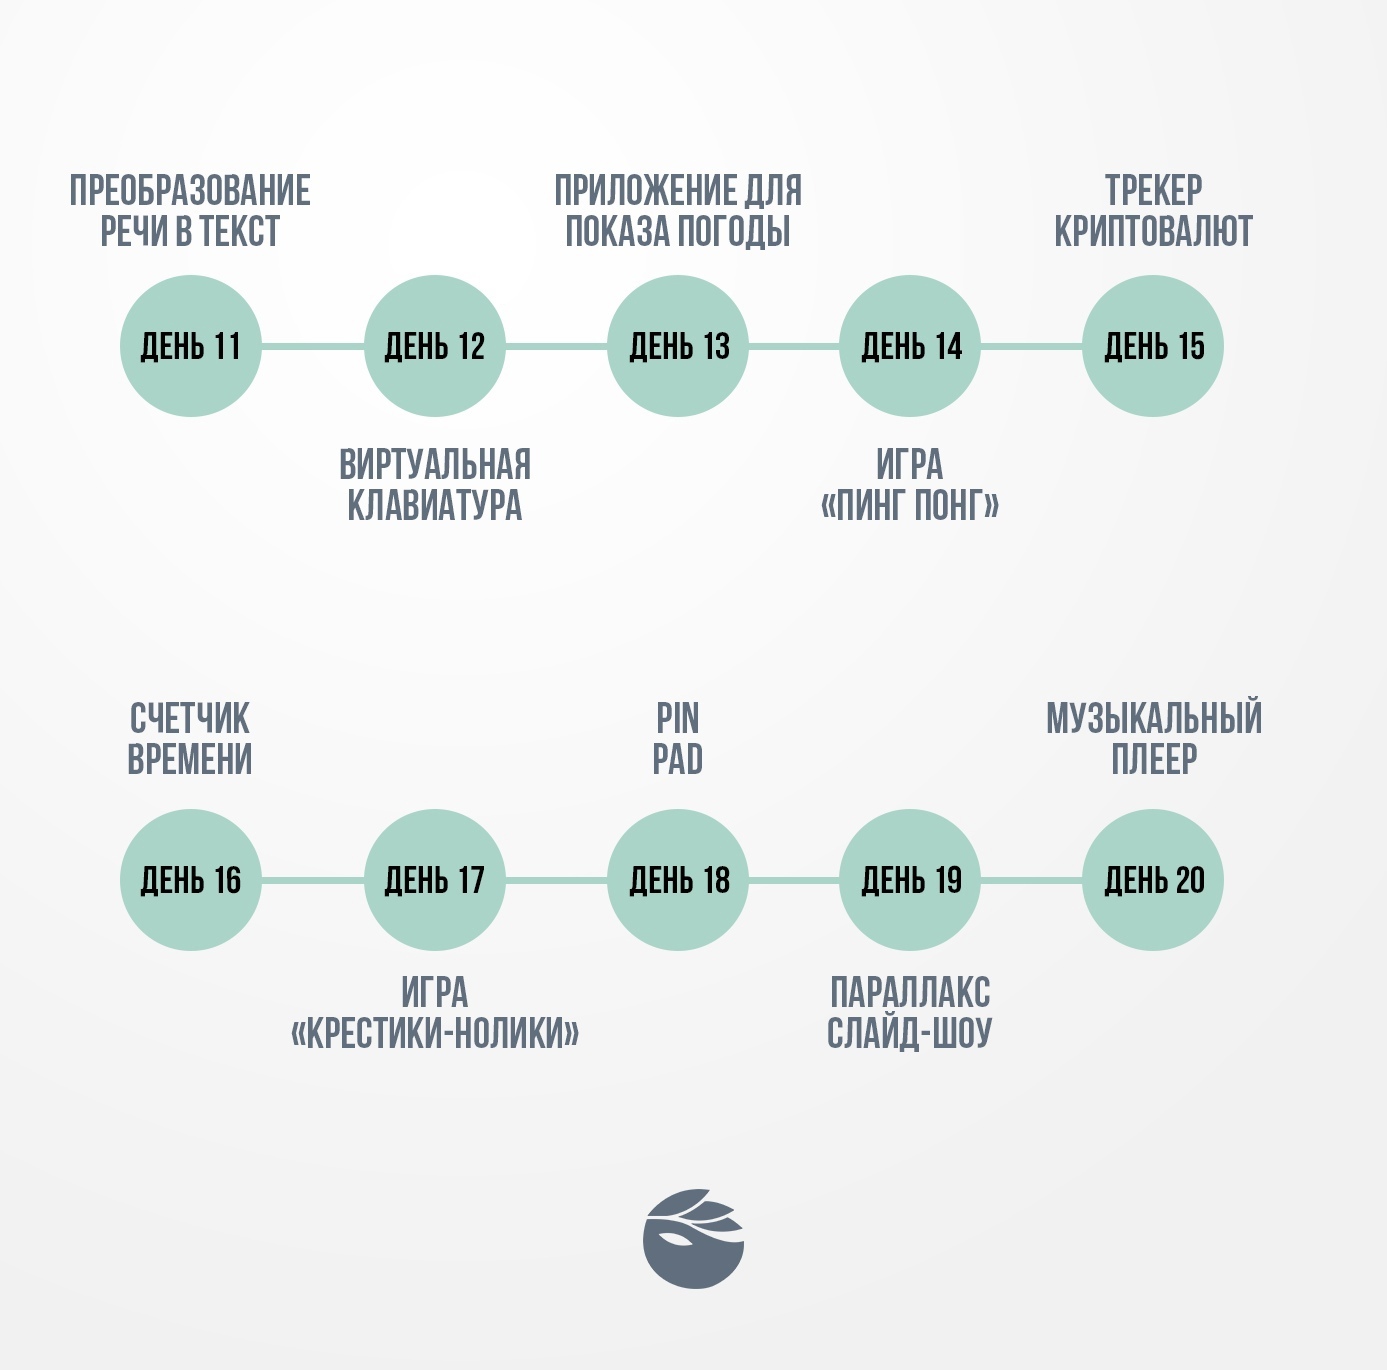 ПРЕОБРАЗОВАНИЕ
РЕЧИ В ТЕКСТ
ПРИЛОЖЕНИЕ ДЛЯ
ПОКАЗА ПОГОДЫ
ТРЕКЕР
КРИПТОВАЛЮТ
ДЕНЬ 11
ДЕНЬ 12
ДЕНЬ 13
ДЕНЬ 14
ДЕНЬ 15
ВИРТУАЛЬНАЯ
КЛАВИАТУРА
ИГРА
«ПИНГ ПОНГ»
СЧЕТЧИК
ВРЕМЕНИ
PIN
PAD
МУЗЫКАЛЬНЫЙ
ПЛЕЕР
ДЕНЬ 16
ДЕНЬ 17
ДЕНЬ 18
ДЕНЬ 19
ДЕНЬ 20
ИГРА
«КРЕСТИКИ-НОЛИКИ»
ПАРАЛЛАКС
СЛАЙД-ШОУ